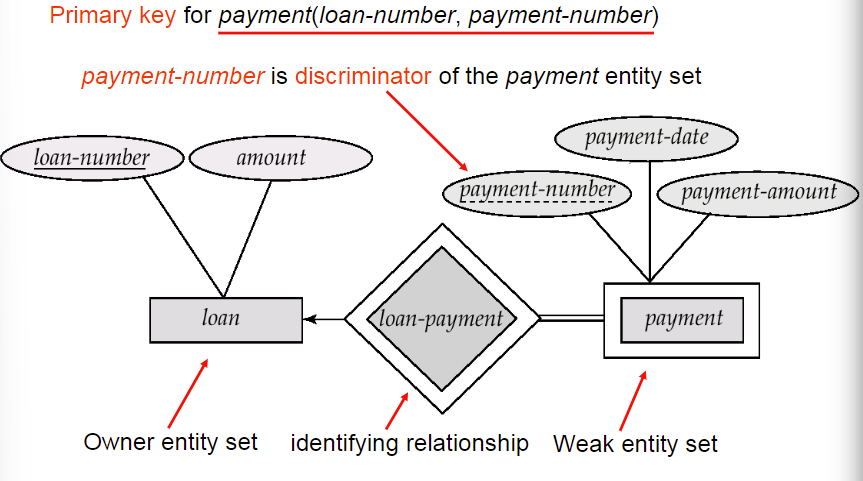 Primary key for payment(loan-number, payment-number)
payment-number is discriminator of the payment entity set
payment-date
loan-number
amount
payment-number
payment-amount
loan
loan-payment
payment
Owner entity set
identifying relationship
Weak entity set